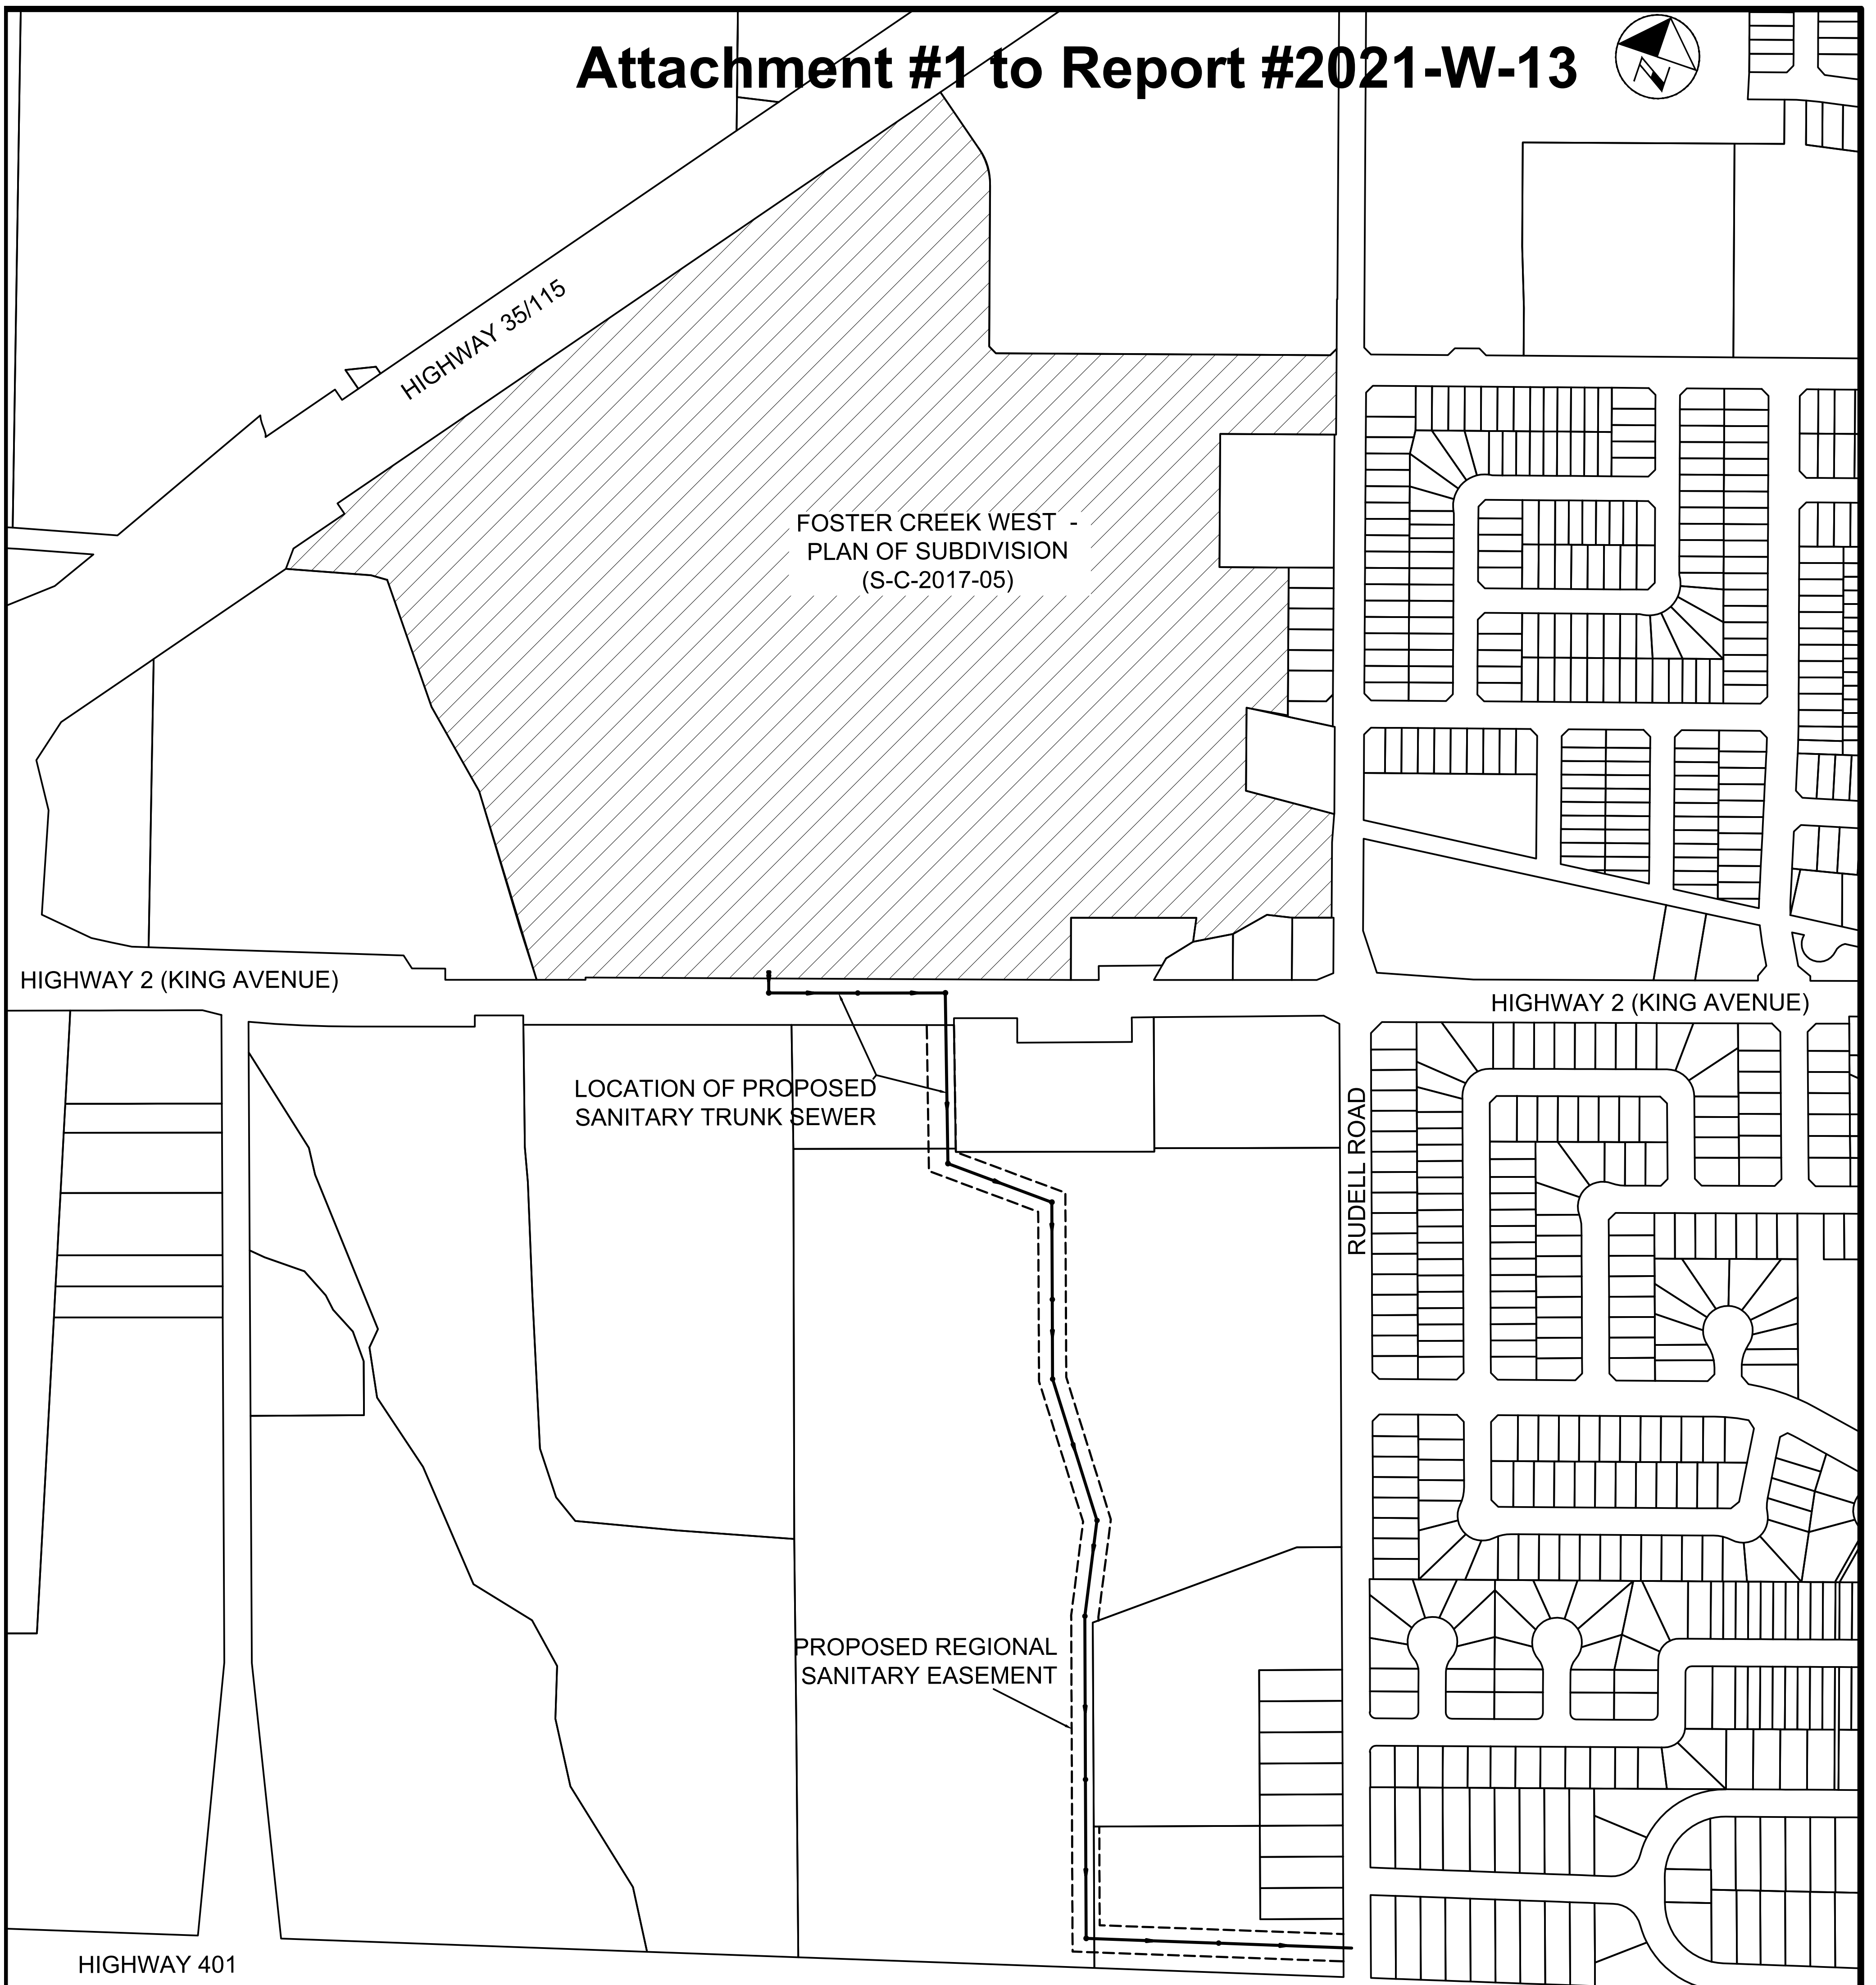 Attachment #1 to Report #2021-W-13
N
HIGHWAY 35/115
FOSTER CREEK WEST -
PLAN OF SUBDIVISION
(S-C-2017-05)
HIGHWAY 2 (KING AVENUE)
HIGHWAY 2 (KING AVENUE)
LOCATION OF PROPOSED
SANITARY TRUNK SEWER
RUDELL ROAD
PROPOSED REGIONAL
SANITARY EASEMENT
HIGHWAY 401